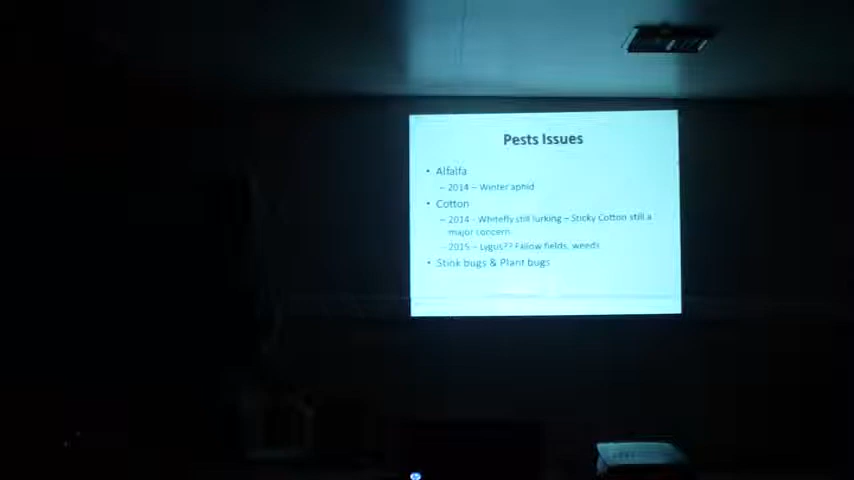 Pests Issues
• Alfalfa
– 2014 – Winter aphid
• Cotton
– 2014 - Whitefly still lurking – Sticky Cotton still a
major concern
– 2015 – Lygus?? Fallow fields, weeds
• Stink bugs & Plant bugs